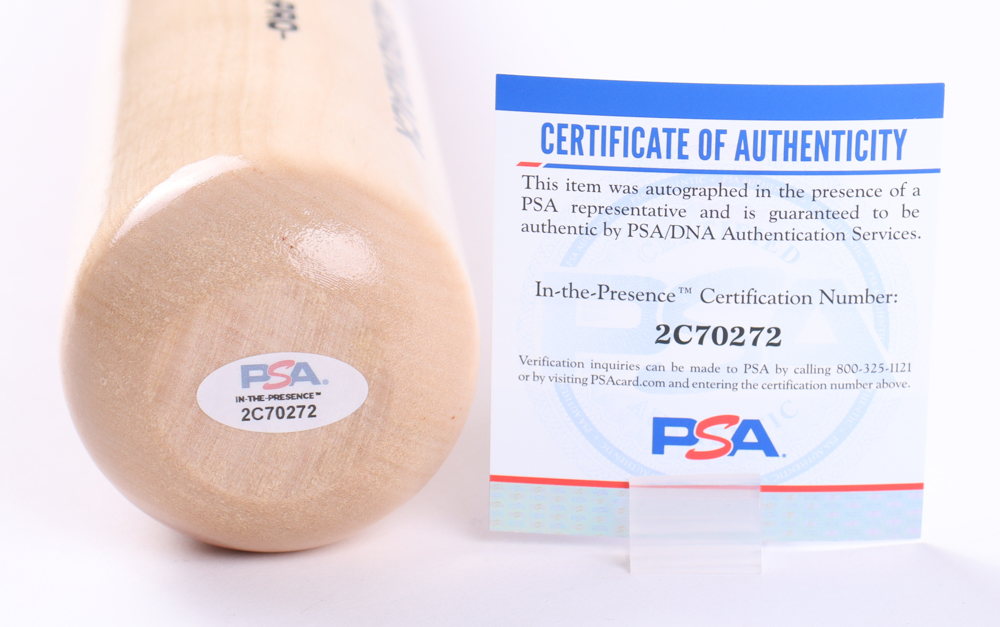 -PRO-
CERTIFICATE OF AUTHENTICITY
This item was autographed in the presence of a
PSA representative and is guaranteed to be
authentic by PSA/DNA Authentication Services.
In-the-Presence™ Certification Number:
2C70272
Verification inquiries can be made to PSA by calling 800-325-1121
or by visiting PSAcard.com and entering the certification number above.
PSA.
PSA.
IN-THE-PRESENCE™
2C70272